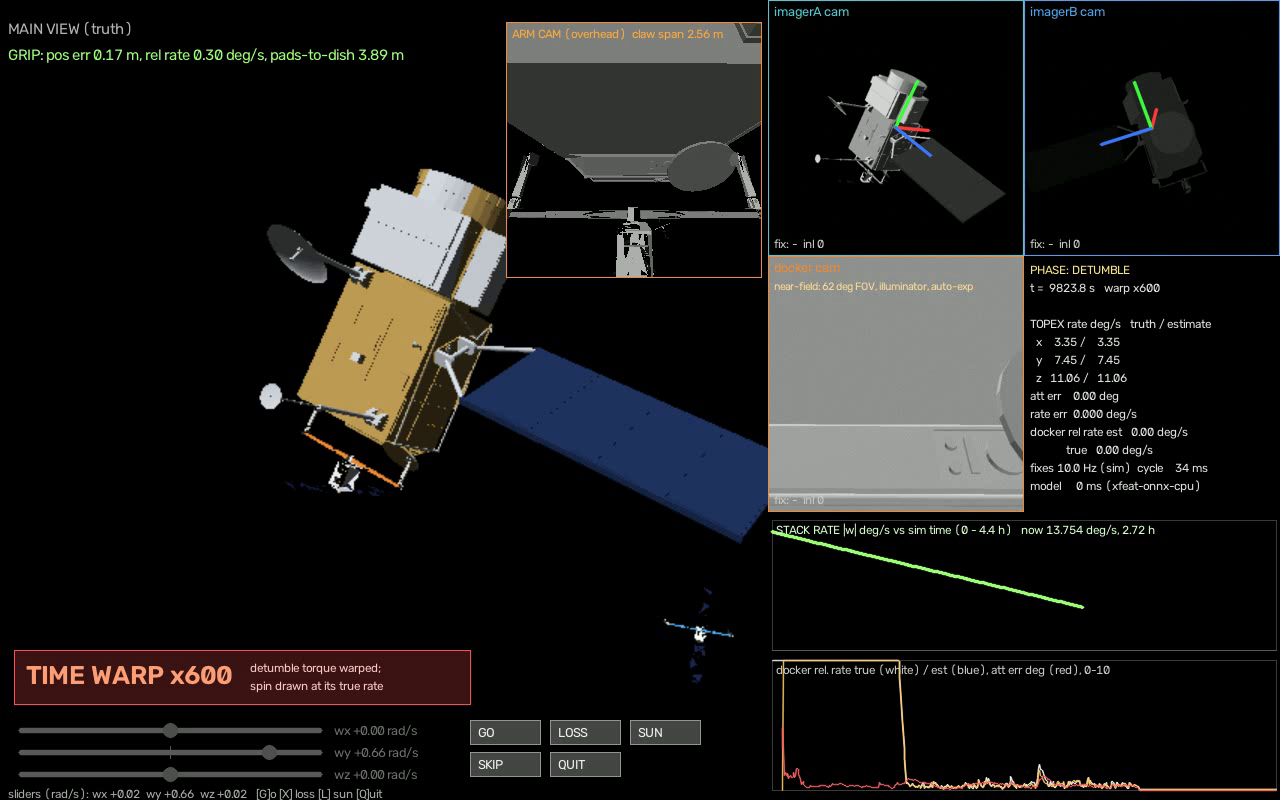 MAIN VIEW (truth)
GRIP: pos err 0.17 m, rel rate 0.30 deg/s, pads-to-dish 3.89 m
ARM CAM (overhead)  claw span 2.56 m
imagerA cam
fix: -  inl 0
imagerB cam
fix: -  inl 0
docker cam
near-field: 62 deg FOV, illuminator, auto-exp
fix: -  inl 0
PHASE: DETUMBLE
t =  9823.8 s   warp x600
TOPEX rate deg/s   truth / estimate
x    3.35 /   3.35
y    7.45 /   7.45
z   11.06 /   11.06
att err    0.00 deg
rate err  0.000 deg/s
docker rel rate est   0.00 deg/s
true   0.00 deg/s
fixes 10.0 Hz (sim)  cycle    34 ms
model     0 ms  (xfeat-onnx-cpu)
STACK RATE |w| deg/s vs sim time (0 - 4.4 h)   now 13.754 deg/s, 2.72 h
docker rel. rate true (white) / est (blue), att err deg (red), 0-10
TIME WARP x600
detumble torque warped;
spin drawn at its true rate
wx +0.00 rad/s
wy +0.66 rad/s
wz +0.00 rad/s
GO
LOSS
SUN
SKIP
QUIT
sliders (rad/s): wx +0.02  wy +0.66  wz +0.02   [G]o [X] loss [L] sun [Q]uit